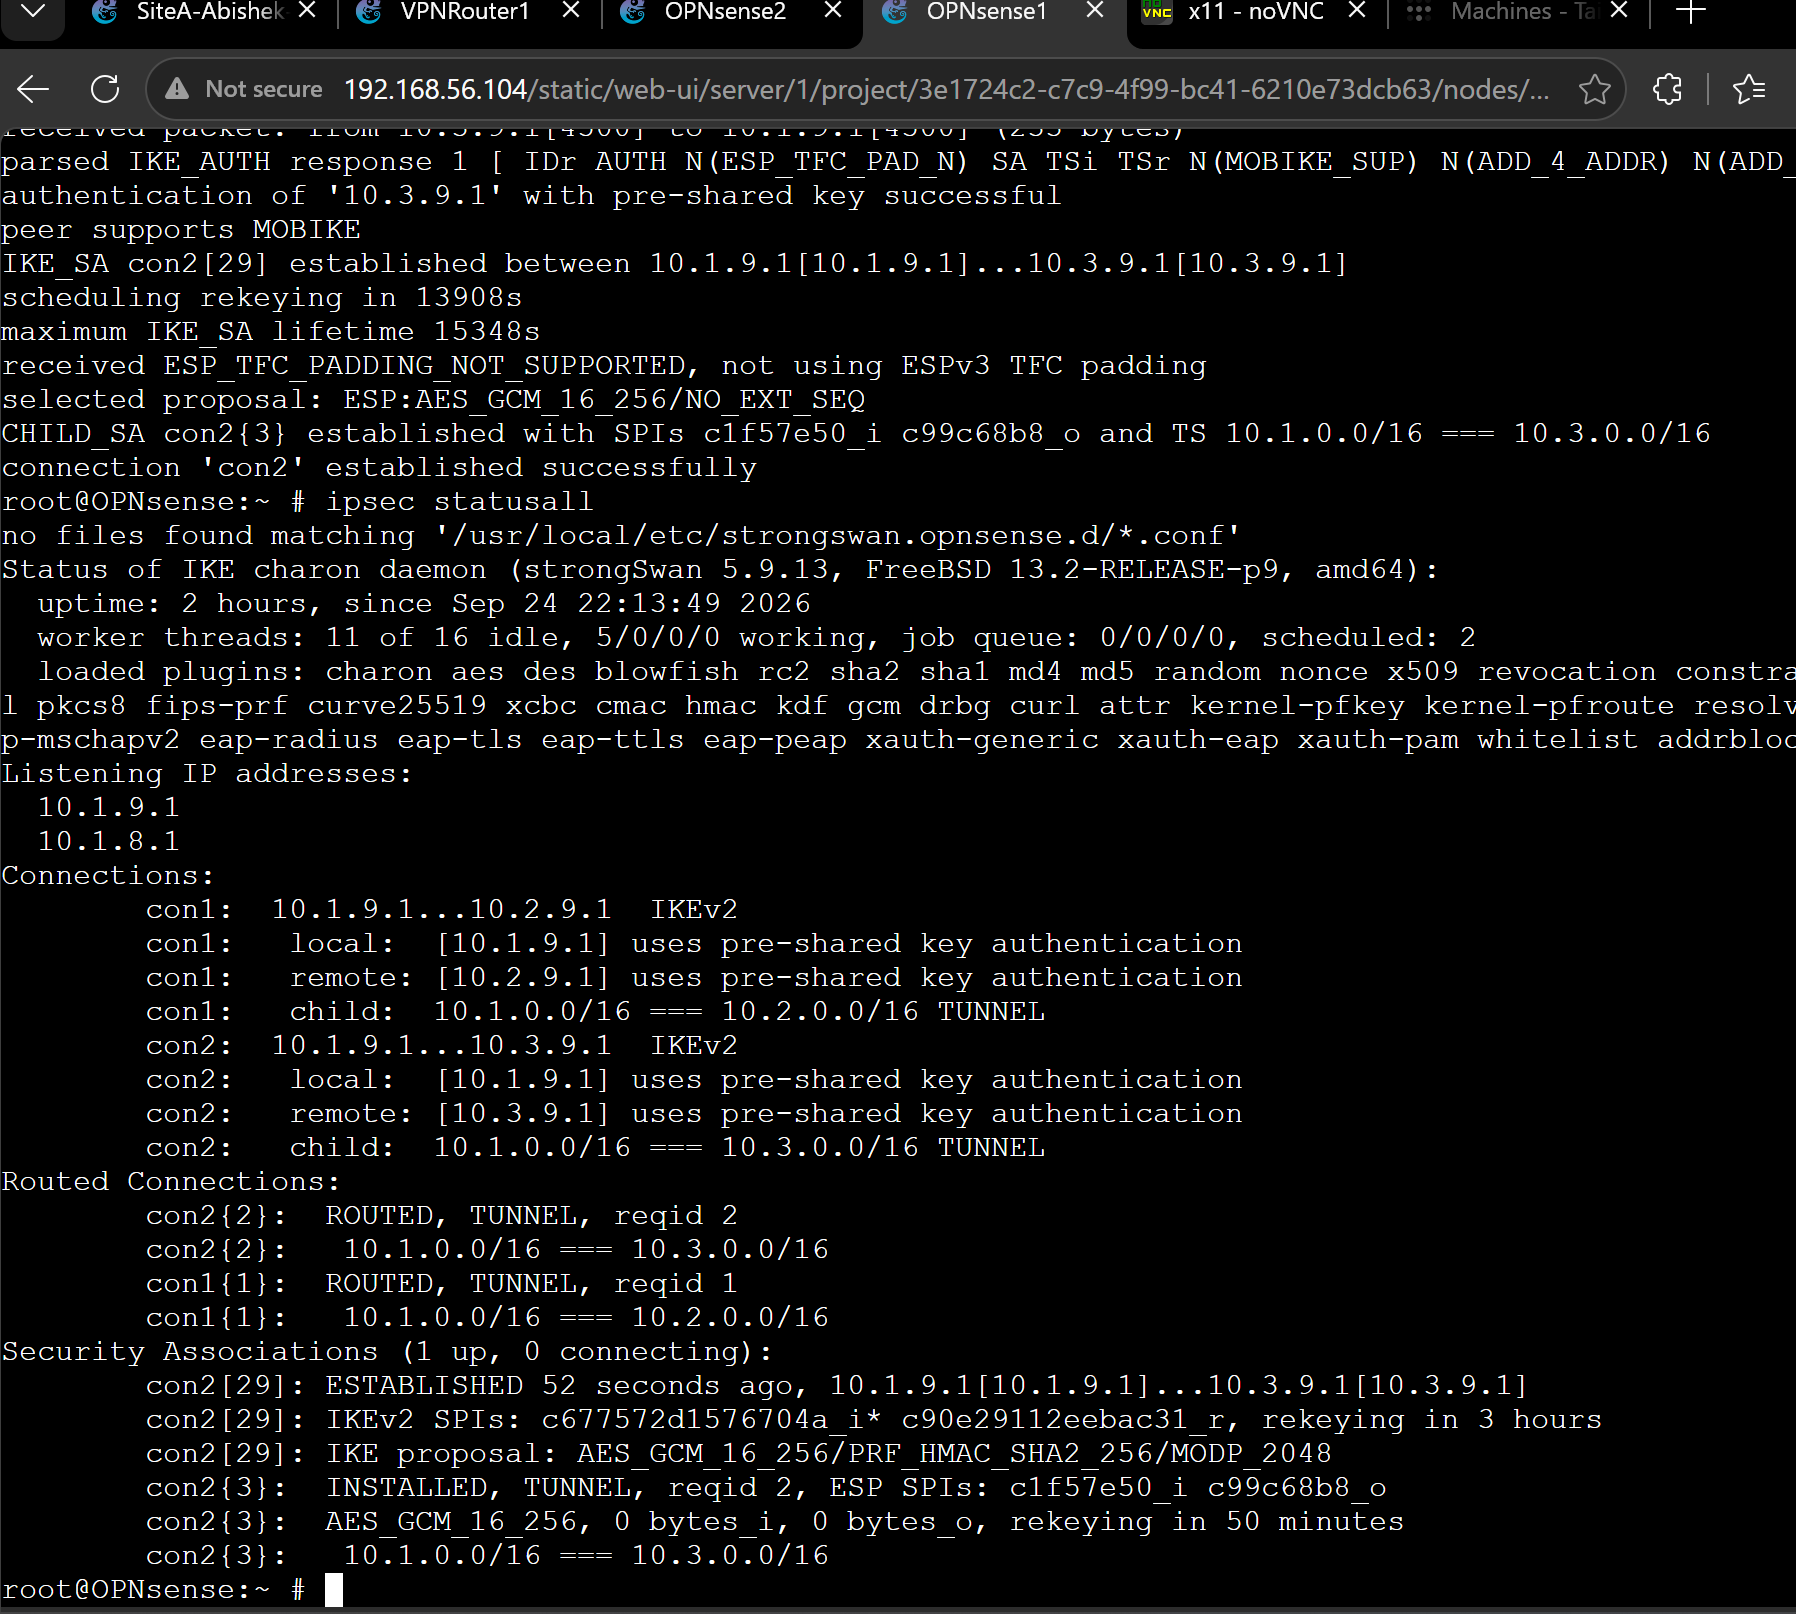 SiteA-Abishek
VPNRouter1
OPNsense2
OPNsense1
x11 - noVNC
Machines - Ta
Not secure 192.168.56.104/static/web-ui/server/1/project/3e1724c2-c7c9-4f99-bc41-6210e73dcb63/nodes/...
received packet: from 10.3.9.1[4500] to 10.1.9.1[4500] (255 bytes)
parsed IKE_AUTH response 1 [ IDr AUTH N(ESP_TFC_PAD_N) SA TSi TSr N(MOBIKE_SUP) N(ADD_4_ADDR) N(ADD_
authentication of '10.3.9.1' with pre-shared key successful
peer supports MOBIKE
IKE_SA con2[29] established between 10.1.9.1[10.1.9.1]...10.3.9.1[10.3.9.1]
scheduling rekeying in 13908s
maximum IKE_SA lifetime 15348s
received ESP_TFC_PADDING_NOT_SUPPORTED, not using ESPv3 TFC padding
selected proposal: ESP:AES_GCM_16_256/NO_EXT_SEQ
CHILD_SA con2{3} established with SPIs c1f57e50_i c99c68b8_o and TS 10.1.0.0/16 === 10.3.0.0/16
connection 'con2' established successfully
root@OPNsense:~ # ipsec statusall
no files found matching '/usr/local/etc/strongswan.opnsense.d/*.conf'
Status of IKE charon daemon (strongSwan 5.9.13, FreeBSD 13.2-RELEASE-p9, amd64):
  uptime: 2 hours, since Sep 24 22:13:49 2026
  worker threads: 11 of 16 idle, 5/0/0/0 working, job queue: 0/0/0/0, scheduled: 2
  loaded plugins: charon aes des blowfish rc2 sha2 sha1 md4 md5 random nonce x509 revocation constra
l pkcs8 fips-prf curve25519 xcbc cmac hmac kdf gcm drbg curl attr kernel-pfkey kernel-pfroute resolv
p-mschapv2 eap-radius eap-tls eap-ttls eap-peap xauth-generic xauth-eap xauth-pam whitelist addrbloc
Listening IP addresses:
  10.1.9.1
  10.1.8.1
Connections:
        con1:  10.1.9.1...10.2.9.1  IKEv2
        con1:   local:  [10.1.9.1] uses pre-shared key authentication
        con1:   remote: [10.2.9.1] uses pre-shared key authentication
        con1:   child:  10.1.0.0/16 === 10.2.0.0/16 TUNNEL
        con2:  10.1.9.1...10.3.9.1  IKEv2
        con2:   local:  [10.1.9.1] uses pre-shared key authentication
        con2:   remote: [10.3.9.1] uses pre-shared key authentication
        con2:   child:  10.1.0.0/16 === 10.3.0.0/16 TUNNEL
Routed Connections:
        con2{2}:  ROUTED, TUNNEL, reqid 2
        con2{2}:   10.1.0.0/16 === 10.3.0.0/16
        con1{1}:  ROUTED, TUNNEL, reqid 1
        con1{1}:   10.1.0.0/16 === 10.2.0.0/16
Security Associations (1 up, 0 connecting):
        con2[29]: ESTABLISHED 52 seconds ago, 10.1.9.1[10.1.9.1]...10.3.9.1[10.3.9.1]
        con2[29]: IKEv2 SPIs: c677572d1576704a_i* c90e29112eebac31_r, rekeying in 3 hours
        con2[29]: IKE proposal: AES_GCM_16_256/PRF_HMAC_SHA2_256/MODP_2048
        con2{3}:  INSTALLED, TUNNEL, reqid 2, ESP SPIs: c1f57e50_i c99c68b8_o
        con2{3}:  AES_GCM_16_256, 0 bytes_i, 0 bytes_o, rekeying in 50 minutes
        con2{3}:   10.1.0.0/16 === 10.3.0.0/16
root@OPNsense:~ #